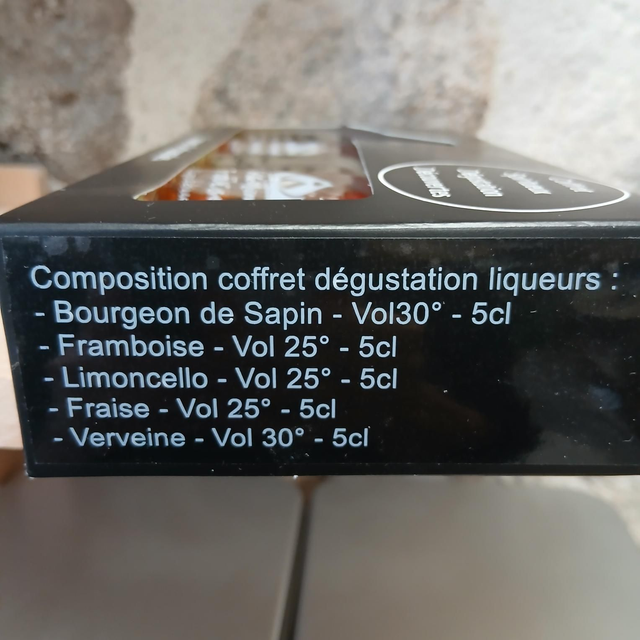 Composition coffret dégustation liqueurs :
- Bourgeon de Sapin - Vol30° - 5cl
- Framboise - Vol 25° - 5cl
- Limoncello - Vol 25° - 5cl
- Fraise - Vol 25° - 5cl
- Verveine - Vol 30° - 5cl